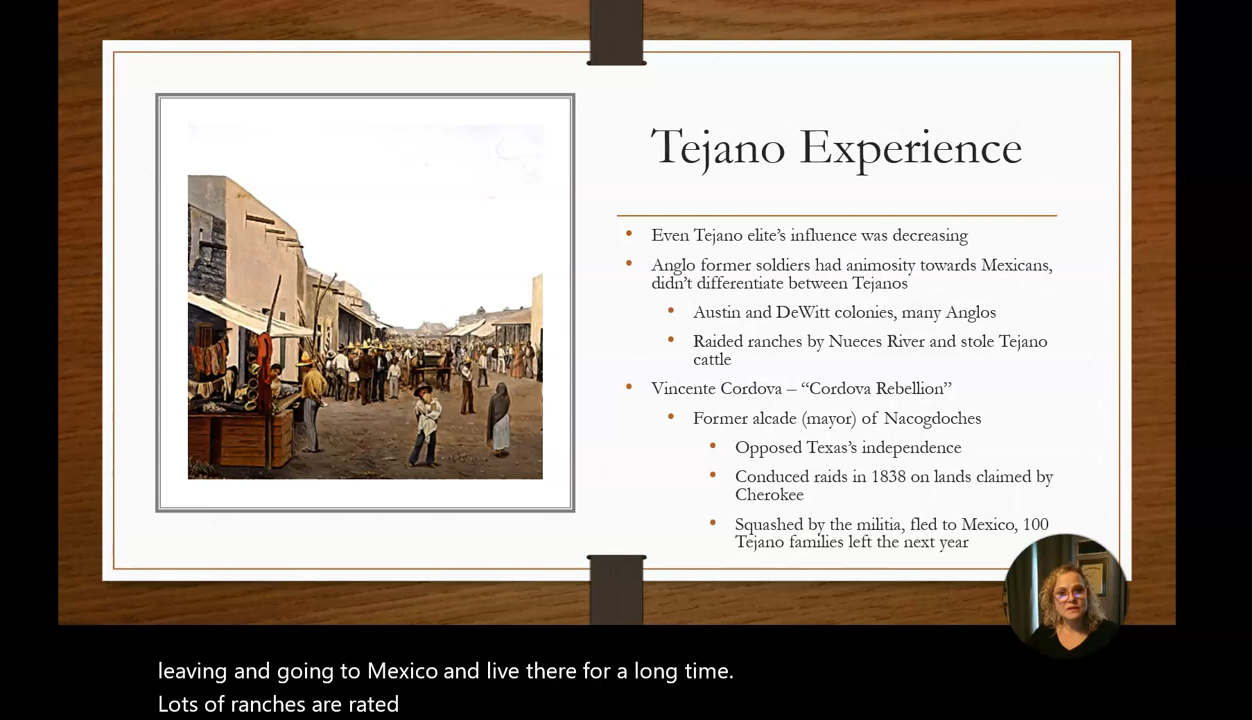 Tejano Experience
Even Tejano elite's influence was decreasing
Anglo former soldiers had animosity towards Mexicans,
didn't differentiate between Tejanos
Austin and DeWitt colonies, many Anglos
Raided ranches by Nueces River and stole Tejano
cattle
Vincente Cordova – “Cordova Rebellion”
Former alcade (mayor) of Nacogdoches
Opposed Texas's independence
Conducted raids in 1838 on lands claimed by
Cherokee
Squashed by the militia, fled to Mexico, 100
Tejano families left the next year
leaving and going to Mexico and live there for a long time.
Lots of ranches are rated